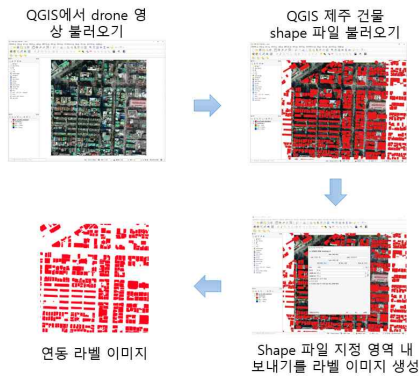 QGIS에서 drone 영
상 불러오기
QGIS 제주 건물
shape 파일 불러오기
연동 라벨 이미지
Shape 파일 지정 영역 내
보내기를 라벨 이미지 생성